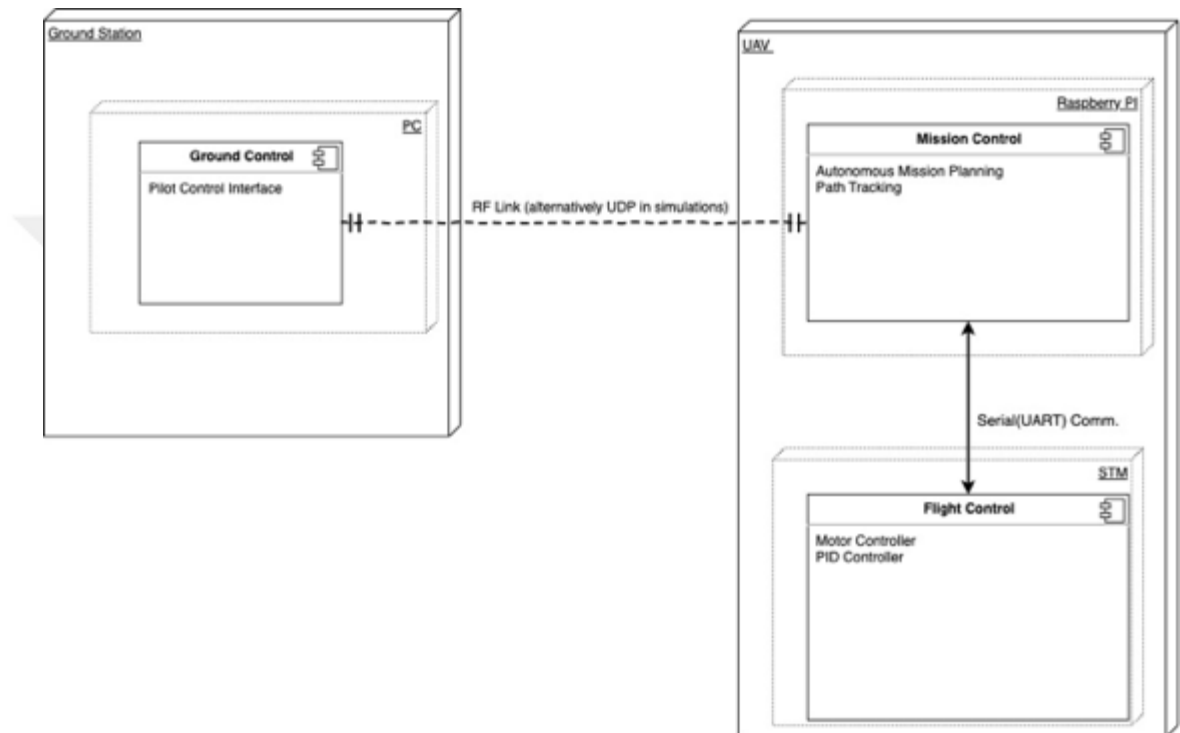 Ground Station
PC
Ground Control
Pilot Control Interface
RF Link (alternatively UDP in simulations)
UAV
Raspberry PI
Mission Control
Autonomous Mission Planning
Path Tracking
Serial(UART) Comm.
STM
Flight Control
Motor Controller
PID Controller